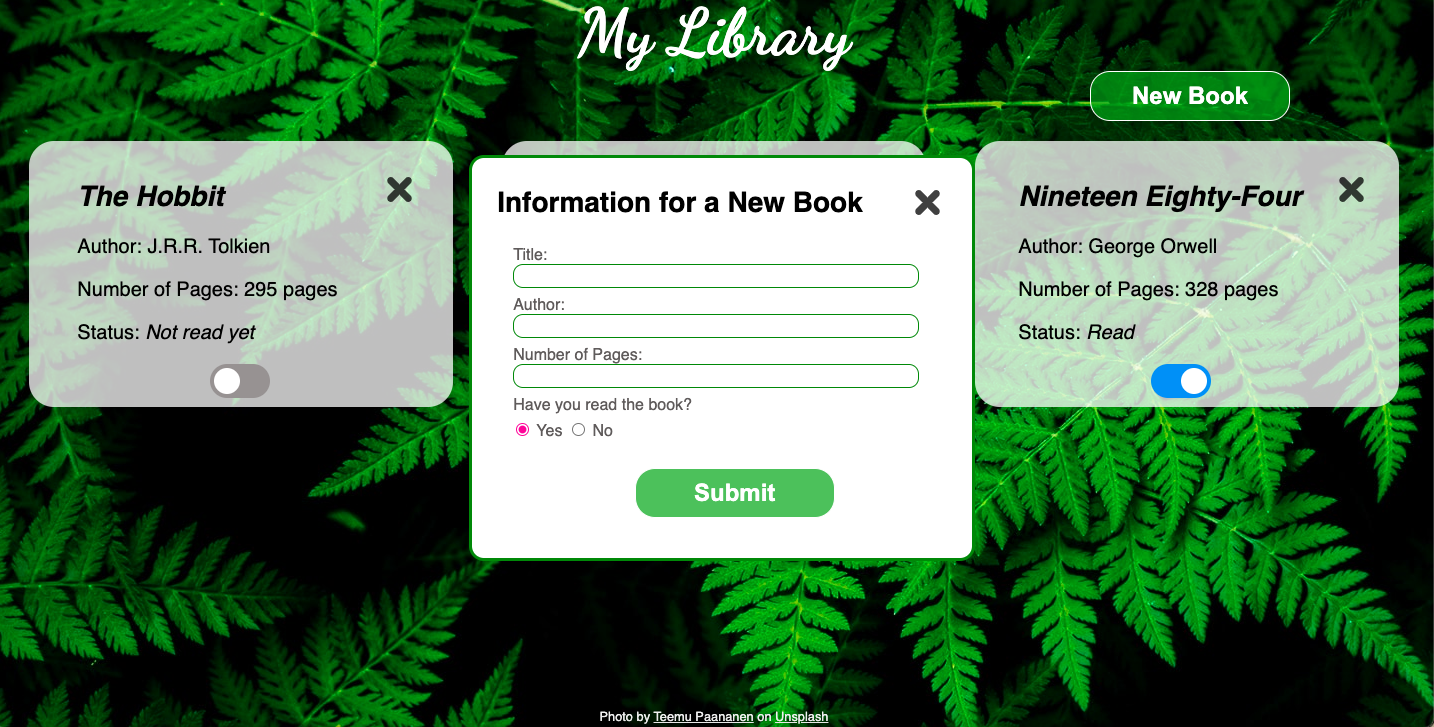 My Library
New Book
The Hobbit
Author: J.R.R. Tolkien
Number of Pages: 295 pages
Status: Not read yet
Information for a New Book
Title:
Author:
Number of Pages:
Have you read the book?
Yes No
Submit
Nineteen Eighty-Four
Author: George Orwell
Number of Pages: 328 pages
Status: Read
Photo by Teemu Paananen on Unsplash